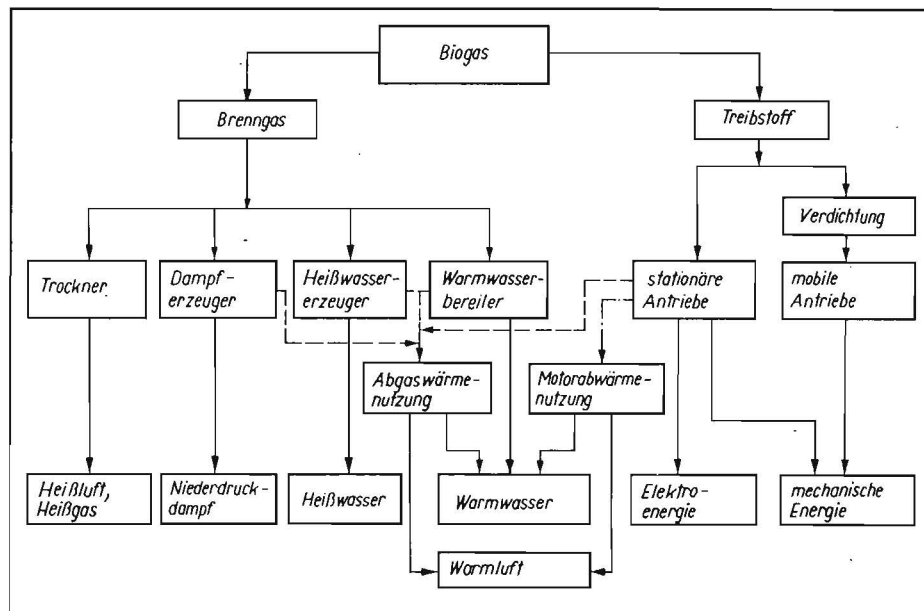 Biogas
Brenngas
Treibstoff
Verdichtung
Trockner
Dampf-
erzeuger
Heißwasser-
erzeuger
Warmwasser-
bereiler
stationäre
Antriebe
mobile
Antriebe
Abgaswärme-
nutzung
Motorabwärme-
nutzung
Heißluft,
Heißgas
Niederdruck-
dampf
Heißwasser
Warmwasser
Elektro-
energie
mechanische
Energie
Warmluft